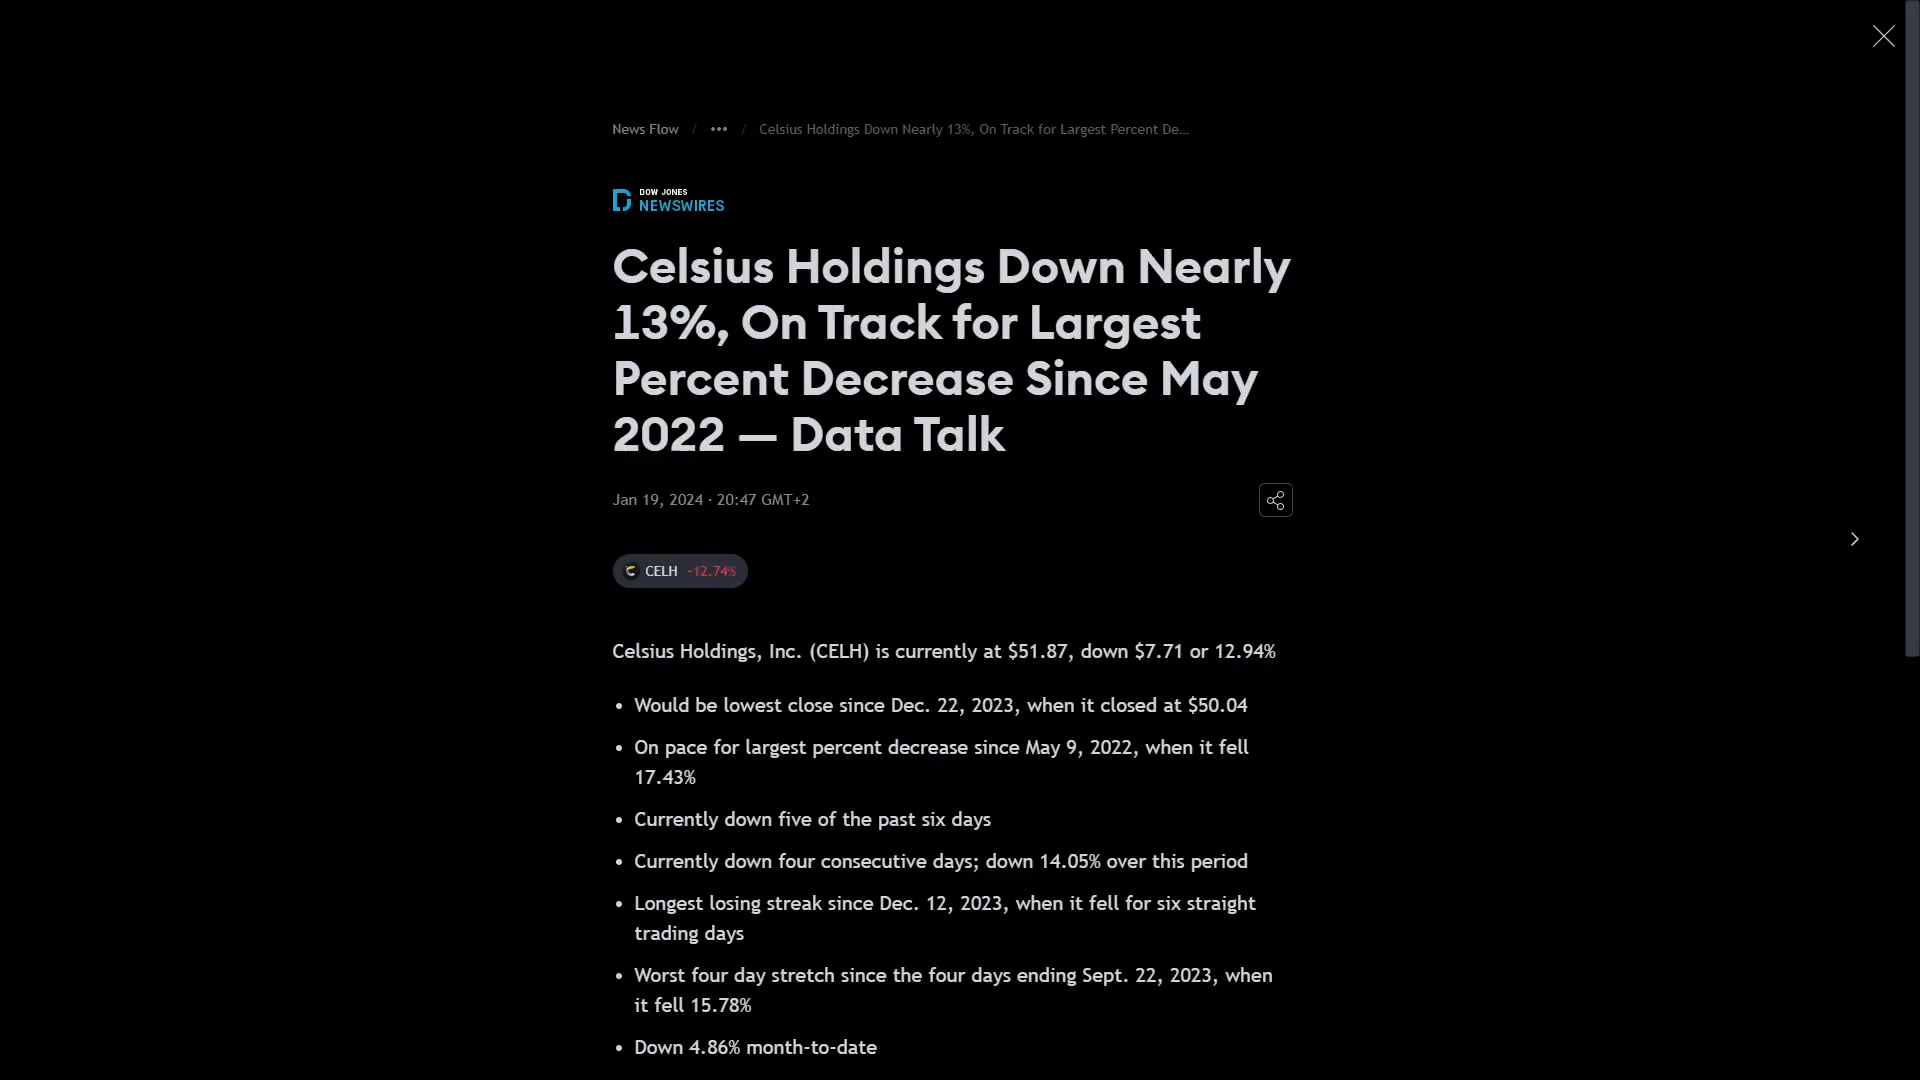 News Flow / ••• / Celsius Holdings Down Nearly 13%, On Track for Largest Percent De...
DOW JONES
NEWSWIRES
Celsius Holdings Down Nearly
13%, On Track for Largest
Percent Decrease Since May
2022 — Data Talk
Jan 19, 2024 · 20:47 GMT+2
CELH -12.74%
Celsius Holdings, Inc. (CELH) is currently at $51.87, down $7.71 or 12.94%
• Would be lowest close since Dec. 22, 2023, when it closed at $50.04
• On pace for largest percent decrease since May 9, 2022, when it fell
17.43%
• Currently down five of the past six days
• Currently down four consecutive days; down 14.05% over this period
• Longest losing streak since Dec. 12, 2023, when it fell for six straight
trading days
• Worst four day stretch since the four days ending Sept. 22, 2023, when
it fell 15.78%
• Down 4.86% month-to-date